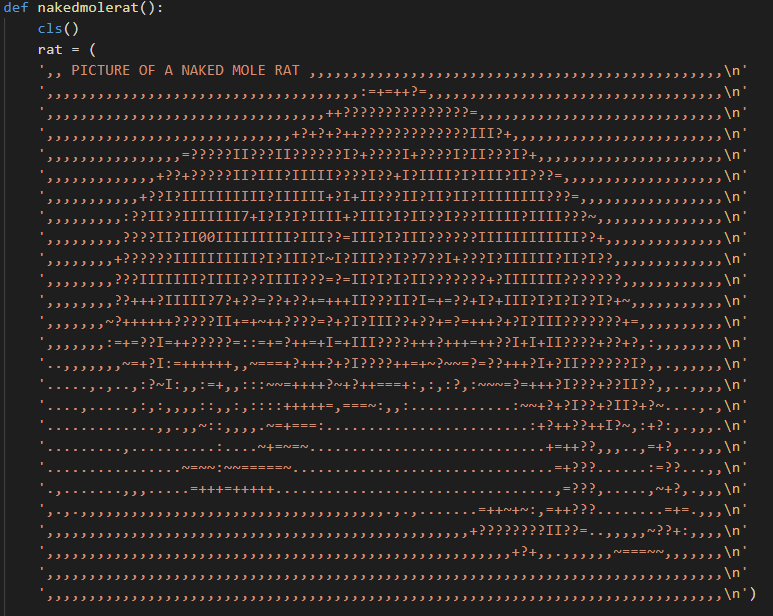 def nakedmolerat():
cls()
rat = (
',, PICTURE OF A NAKED MOLE RAT ,,,,,,,,,,,,,,,,,,,,,,,,,,,,,,,,,,,,,,,,,,,,,,,,,\n'
',,,,,,,,,,,,,,,,,,,,,,,,,,,,,,,,,,,,,:=+=++?=,,,,,,,,,,,,,,,,,,,,,,,,,,,,,,,,,,,\n'
',,,,,,,,,,,,,,,,,,,,,,,,,,,,,,,,,++???????????????=,,,,,,,,,,,,,,,,,,,,,,,,,,,,,\n'
',,,,,,,,,,,,,,,,,,,,,,,,,,,,,+?+?+?++?????????????III?+,,,,,,,,,,,,,,,,,,,,,,,,,\n'
',,,,,,,,,,,,,,,,=?????II???II??????I?+????I+????I?II???I?+,,,,,,,,,,,,,,,,,,,,,,\n'
',,,,,,,,,,,,,+??+?????II?III?IIIII????I??+I?IIII?I?III?II???=,,,,,,,,,,,,,,,,,,,\n'
',,,,,,,,,,,+??I?IIIIIIIIII?IIIIII+?I+II???II?II?II?IIIIIIII???=,,,,,,,,,,,,,,,,,\n'
',,,,,,,,,:??II??IIIIIII7+I?I?I?IIII+?III?I?II??I???IIIII?IIII???~,,,,,,,,,,,,,,,\n'
',,,,,,,,,????II?II00IIIIIIIII?III??=III?I?III??????IIIIIIIIIIII??+,,,,,,,,,,,,,,\n'
',,,,,,,,+??????IIIIIIIIII?I?III?I~I?III??I??7??I+???I?IIIIII?II?I??,,,,,,,,,,,,,\n'
',,,,,,,,???IIIIIII?IIII???IIII???=?=II?I?I?II???????+?IIIIIII???????,,,,,,,,,,,,\n'
',,,,,,,,??+++?IIIII?7?+??=??+??+=+++II???II?I=+=??+I?+III?I?I?I??I?+~,,,,,,,,,,,\n'
',,,,,,,~?++++++?????II+=+~++????=?+?I?III??+??+=?=+++?+?I?III???????+=,,,,,,,,,,\n'
',,,,,,,:=+=??I=++?????=::=+=?++=+I=+III????+++?+++=++??I+I+II????+??+?,:,,,,,,,,\n'
'..,,,,,,,~=+?I:=++++++,,~===+?+++?+?I????++=+~?~~=?=??+++?I+?II??????I?,,.,,,,,,\n'
'.....,.,..,:?~I:,,:=+,,:::~~=++++?~+?++===+:,:,:?,:~~~=?=+++?I???+??II??,,..,,,,\n'
'....,.....,:,:,,,,::,,:,::::+++++=,===~:,,:............:~~+?+?I??+?II?+?~....,.,\n'
'.............,,.,,~::,,,,.~=+===:........................:+?++??++I?~,:+?:,.,,,.\n'
'.........,..........:....~+=~=~............................+=++??,,,..,=+?,..,,,\n'
'................~=~~:~~=====~...............................=+???......:=??...,,\n'
'.,......,,,.....=+++=+++++.................................,=???,.....,~+?,.,,,\n'
',.,.,,,,,,,,,,,,,,,,,,,,,,,,,,,,,,,,,,,,.,.,.......=++~+~:,=++???........=+=.,,,\n'
',,,,,,,,,,,,,,,,,,,,,,,,,,,,,,,,,,,,,,,,,,,,,,,,,,+????????II??=..,,,,,~??+:,,,,\n'
',,,,,,,,,,,,,,,,,,,,,,,,,,,,,,,,,,,,,,,,,,,,,,,,,,,,,,,+?+,,.,,,,,,~===~~,,,,,,,\n'
',,,,,,,,,,,,,,,,,,,,,,,,,,,,,,,,,,,,,,,,,,,,,,,,,,,,,,,,,,,,,,,,,,,,,,,,,,,,,,,,\n'
',,,,,,,,,,,,,,,,,,,,,,,,,,,,,,,,,,,,,,,,,,,,,,,,,,,,,,,,,,,,,,,,,,,,,,,,,,,,,,,,\n')